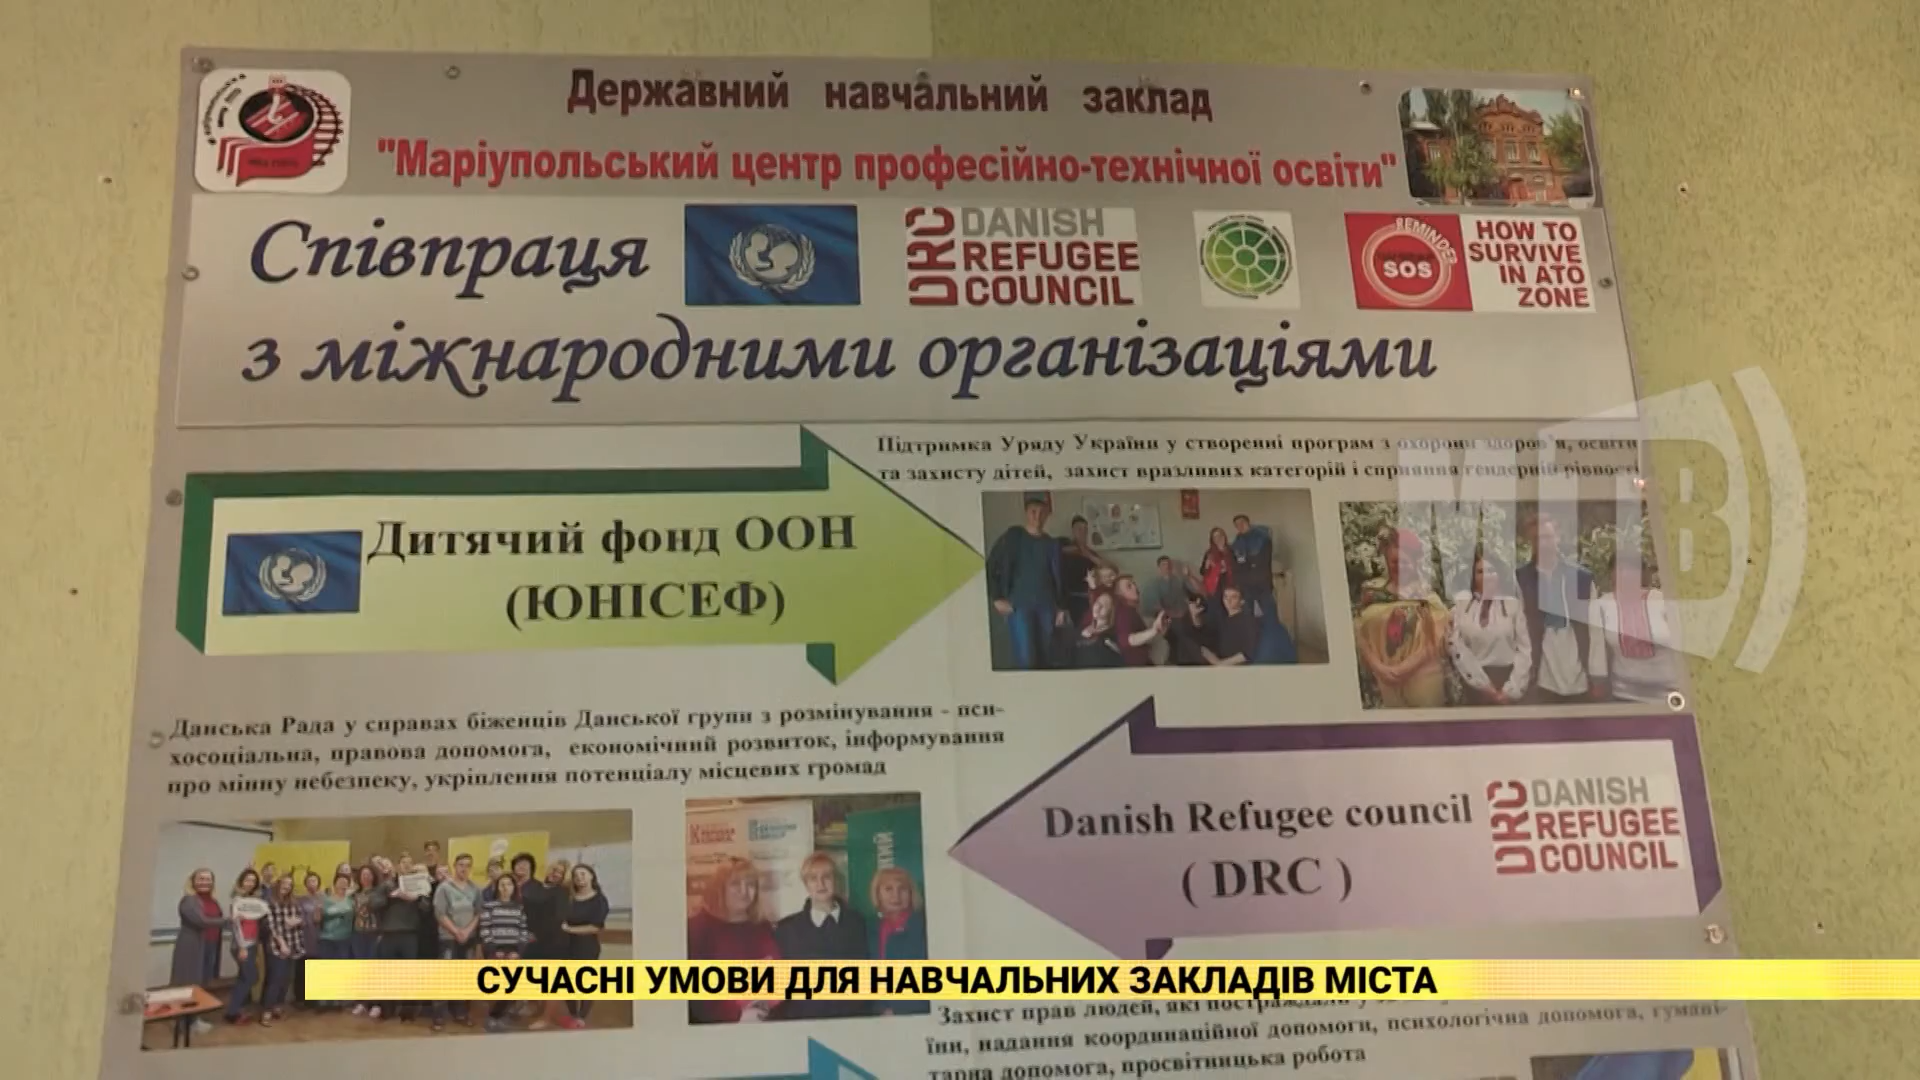 Державний навчальний заклад
"Маріупольський центр професійно-технічної освіти"
Співпраця
DRC DANISH
REFUGEE
COUNCIL
REMINDER
SOS
HOW TO
SURVIVE
IN ATO
ZONE
з міжнародними організаціями
Підтримка Уряду України у створенні програм з охорони здоров'я, освіти
та захисту дітей, захист вразливих категорій і сприяння гендерній рівності
Дитячий фонд ООН
(ЮНІСЕФ)
МТВ
Данська Рада у справах біженців Данської групи з розмінування - пси-
хосоціальна, правова допомога, економічний розвиток, інформування
про мінну небезпеку, укріплення потенціалу місцевих громад
Danish Refugee council
( DRC )
DRC DANISH
REFUGEE
COUNCIL
СУЧАСНІ УМОВИ ДЛЯ НАВЧАЛЬНИХ ЗАКЛАДІВ МІСТА
Захист прав людей, які постраждали у
їни, надання координаційної допомоги, психологічна допомога, гумані-
тарна допомога, просвітницька робота